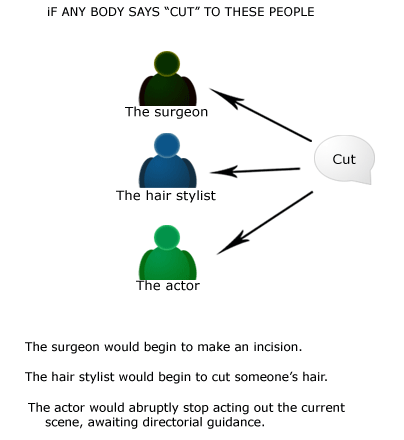 iF ANY BODY SAYS “CUT” TO THESE PEOPLE
The surgeon
Cut
The hair stylist
The actor
The surgeon would begin to make an incision.
The hair stylist would begin to cut someone’s hair.
The actor would abruptly stop acting out the current
scene, awaiting directorial guidance.